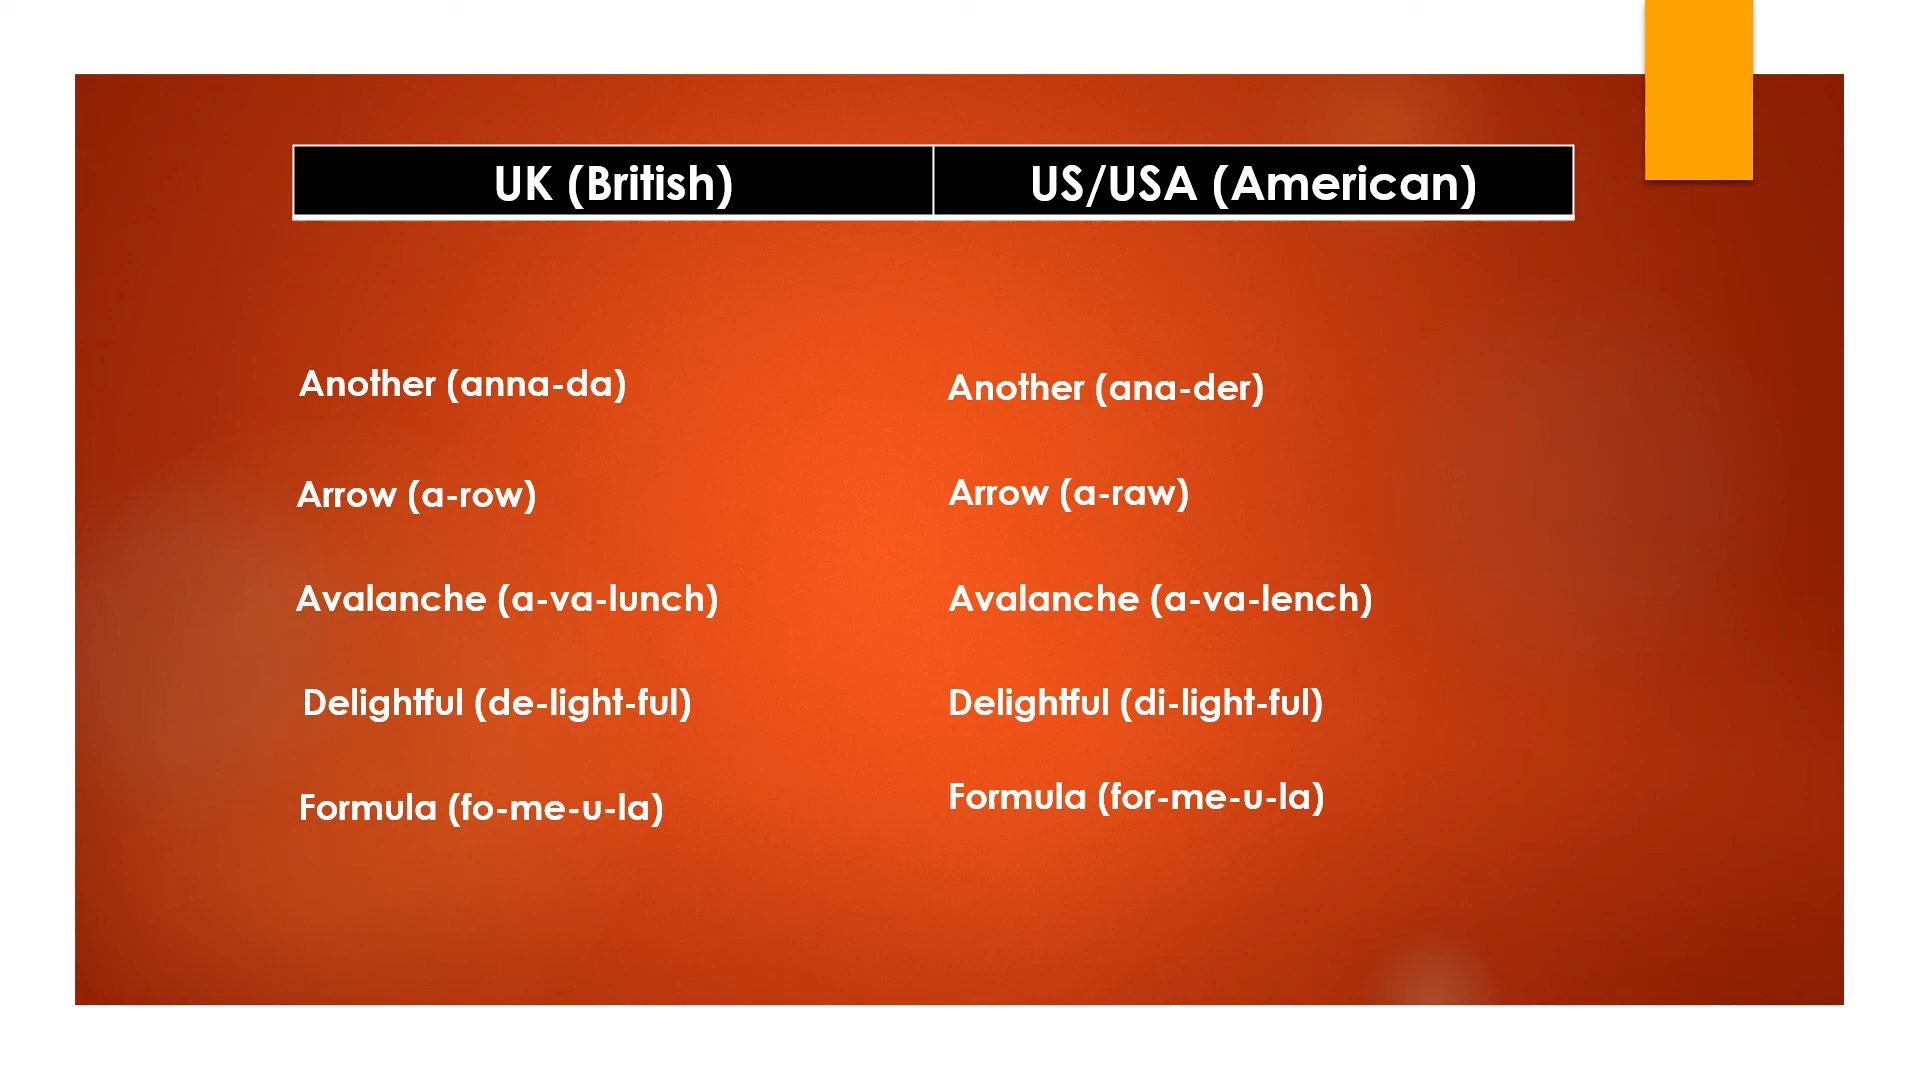 UK (British) US/USA (American)
Another (anna-da) Another (ana-der)
Arrow (a-row) Arrow (a-raw)
Avalanche (a-va-lunch) Avalanche (a-va-lench)
Delightful (de-light-ful) Delightful (di-light-ful)
Formula (fo-me-u-la) Formula (for-me-u-la)